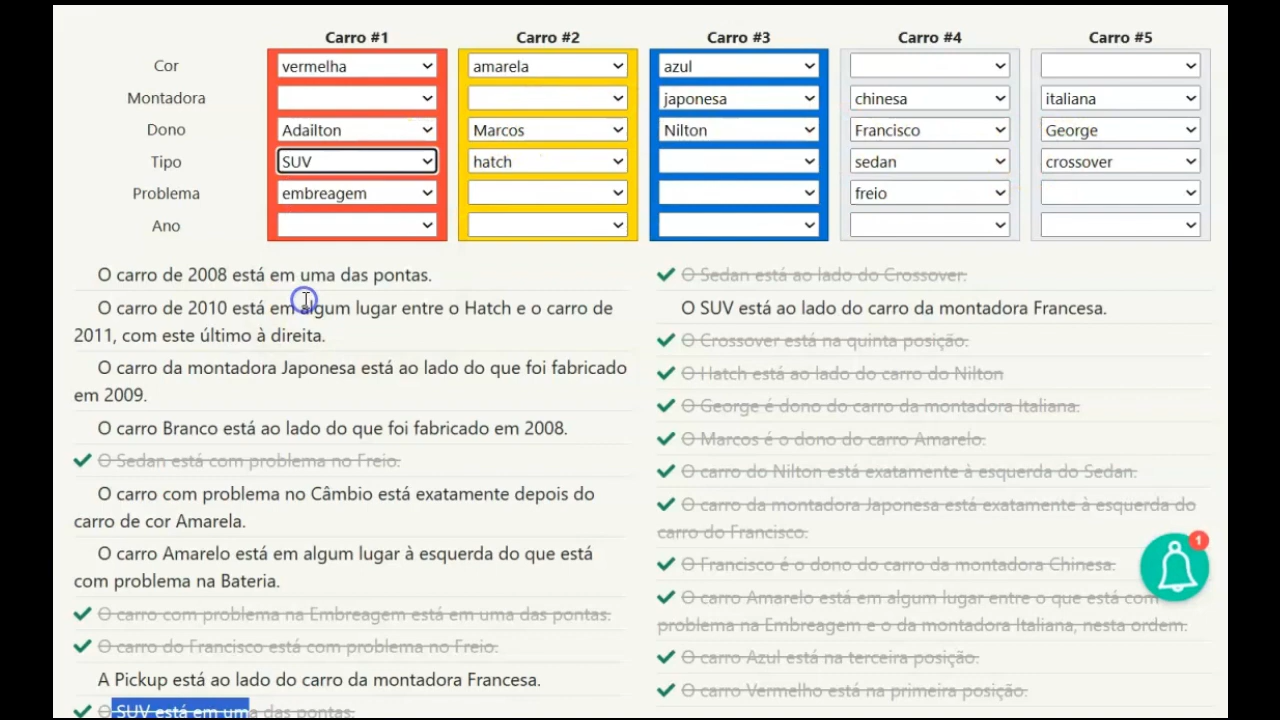 Carro #1 Carro #2 Carro #3 Carro #4 Carro #5
Cor vermelha amarela azul
Montadora japonesa chinesa italiana
Dono Adailton Marcos Nilton Francisco George
Tipo SUV hatch sedan crossover
Problema embreagem freio
Ano
O carro de 2008 está em uma das pontas.
O carro de 2010 está em algum lugar entre o Hatch e o carro de
2011, com este último à direita.
O carro da montadora Japonesa está ao lado do que foi fabricado
em 2009.
O carro Branco está ao lado do que foi fabricado em 2008.
O Sedan está com problema no Freio.
O carro com problema no Câmbio está exatamente depois do
carro de cor Amarela.
O carro Amarelo está em algum lugar à esquerda do que está
com problema na Bateria.
O carro com problema na Embreagem está em uma das pontas.
O carro do Francisco está com problema no Freio.
A Pickup está ao lado do carro da montadora Francesa.
O SUV está em uma das pontas.
O Sedan está ao lado do Crossover.
O SUV está ao lado do carro da montadora Francesa.
O Crossover está na quinta posição.
O Hatch está ao lado do carro do Nilton
O George é dono do carro da montadora Italiana.
O Marcos é o dono do carro Amarelo.
O carro do Nilton está exatamente à esquerda do Sedan.
O carro da montadora Japonesa está exatamente à esquerda do
carro do Francisco.
O Francisco é o dono do carro da montadora Chinesa.
O carro Amarelo está em algum lugar entre o que está com
problema na Embreagem e o da montadora Italiana, nesta ordem.
O carro Azul está na terceira posição.
O carro Vermelho está na primeira posição.
1